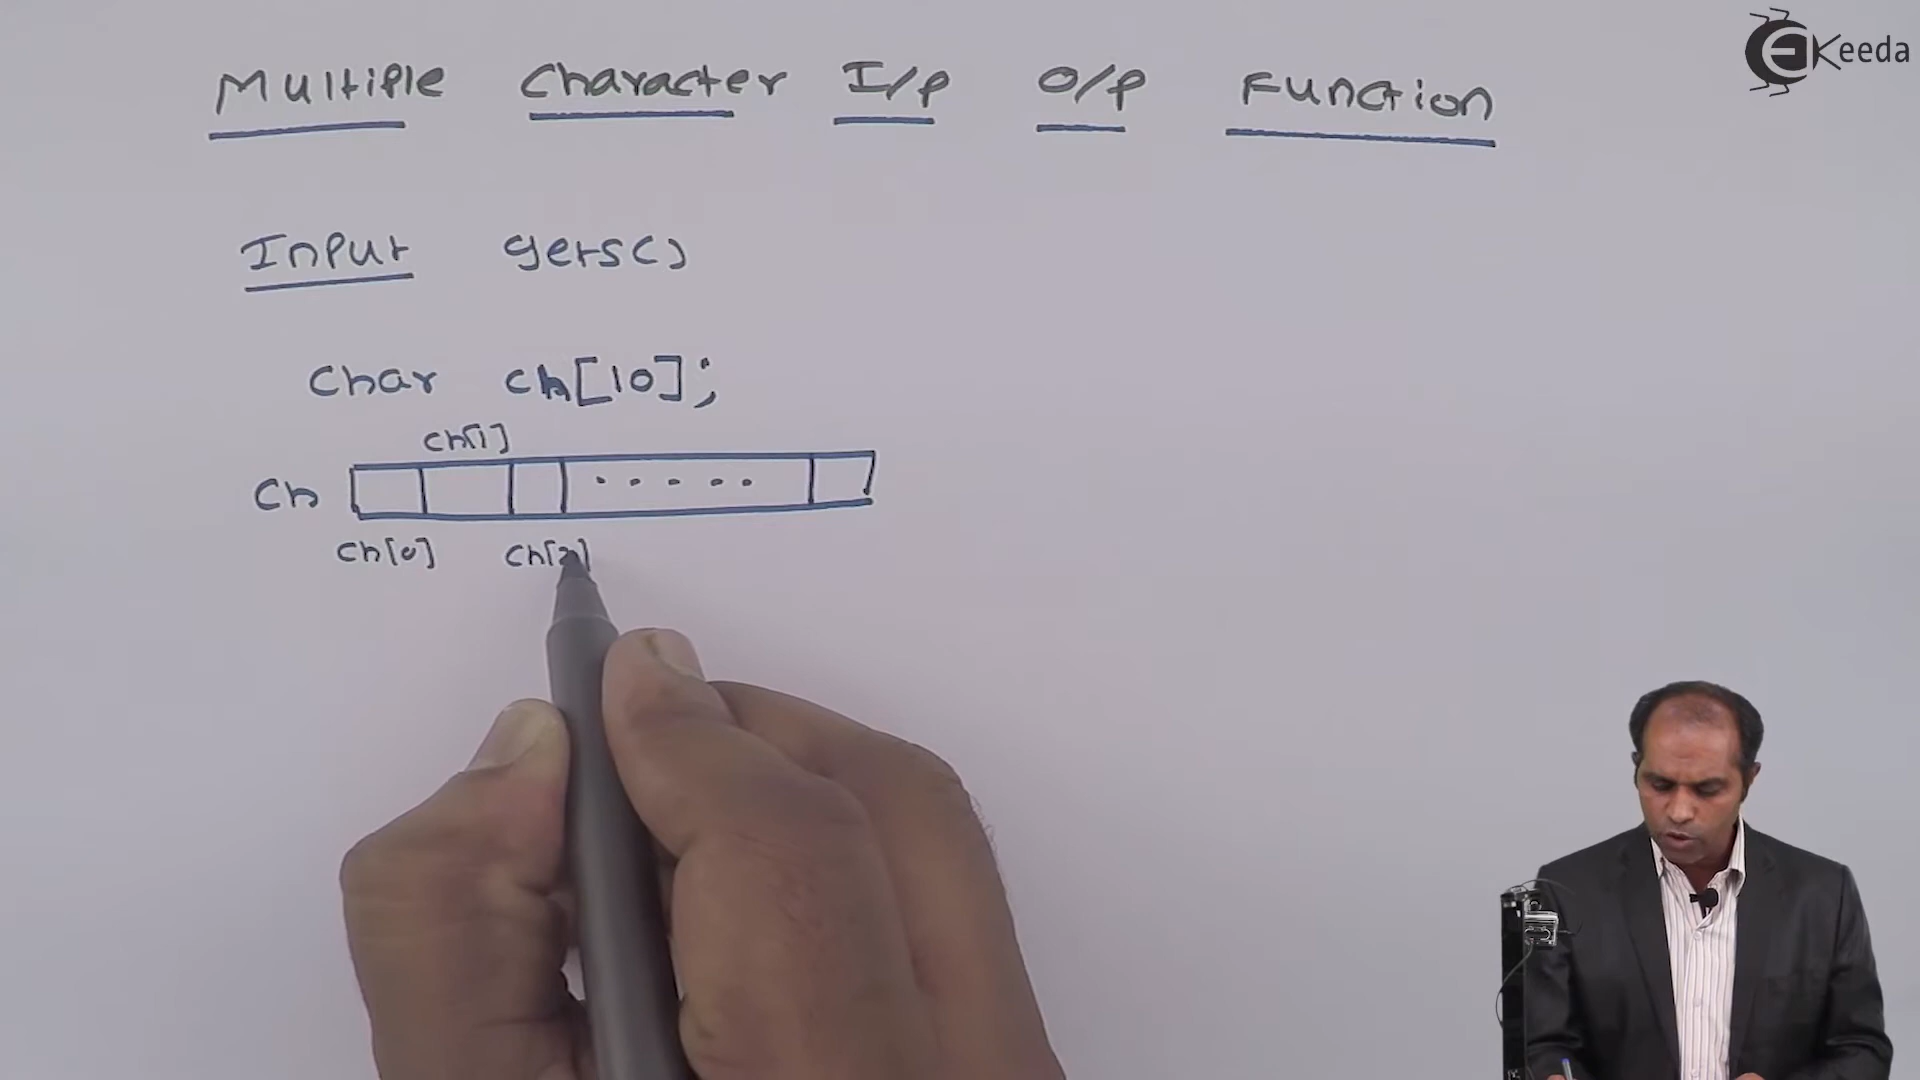 Multiple Character I/p O/p Function
Keeda
Input gets()
Char ch[10];
ch[1]
Ch
Ch[0] Ch[2]